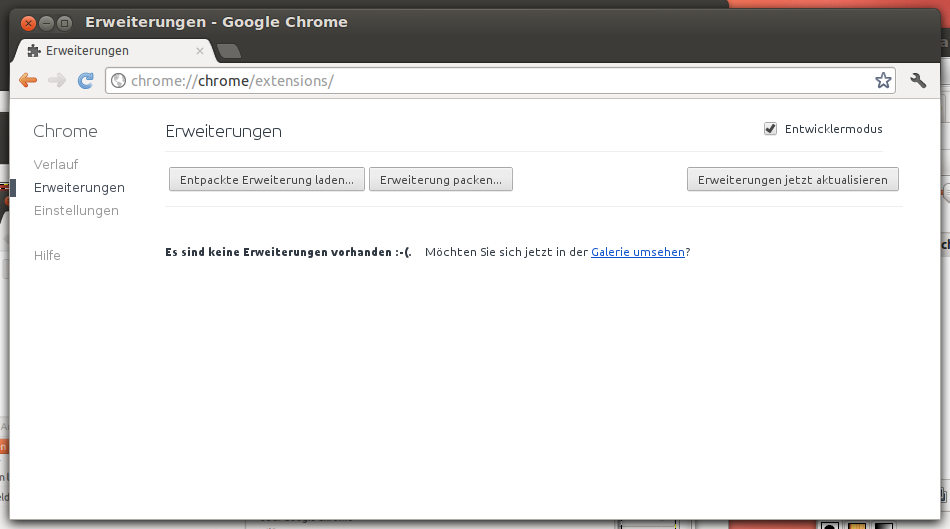 Erweiterungen - Google Chrome
Erweiterungen
chrome://chrome/extensions/
Chrome
Erweiterungen
Entwicklermodus
Verlauf
Erweiterungen
Einstellungen
Hilfe
Entpackte Erweiterung laden...
Erweiterung packen...
Erweiterungen jetzt aktualisieren
Es sind keine Erweiterungen vorhanden :-(. Möchten Sie sich jetzt in der Galerie umsehen?